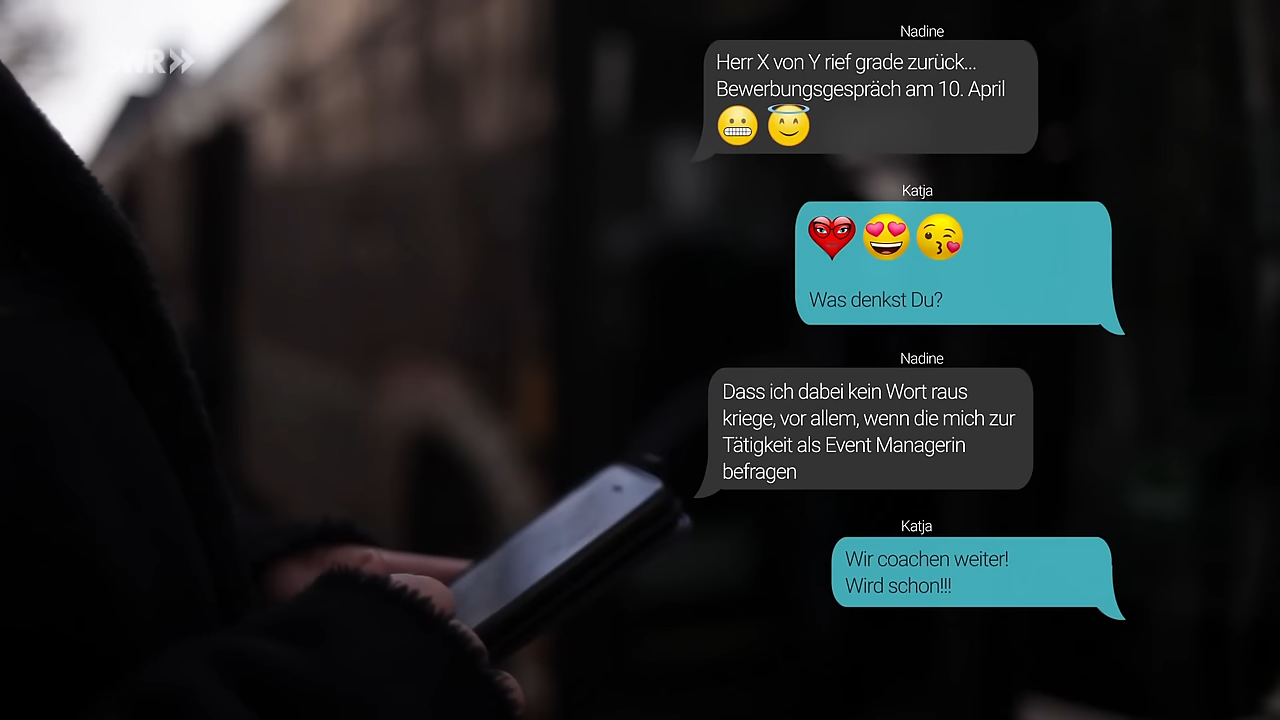 SWR
Nadine
Herr X von Y rief grade zurück...
Bewerbungsgespräch am 10. April
😬 😇
Katja
😍 😘
Was denkst Du?
Nadine
Dass ich dabei kein Wort raus
kriege, vor allem, wenn die mich zur
Tätigkeit als Event Managerin
befragen
Katja
Wir coachen weiter!
Wird schon!!!